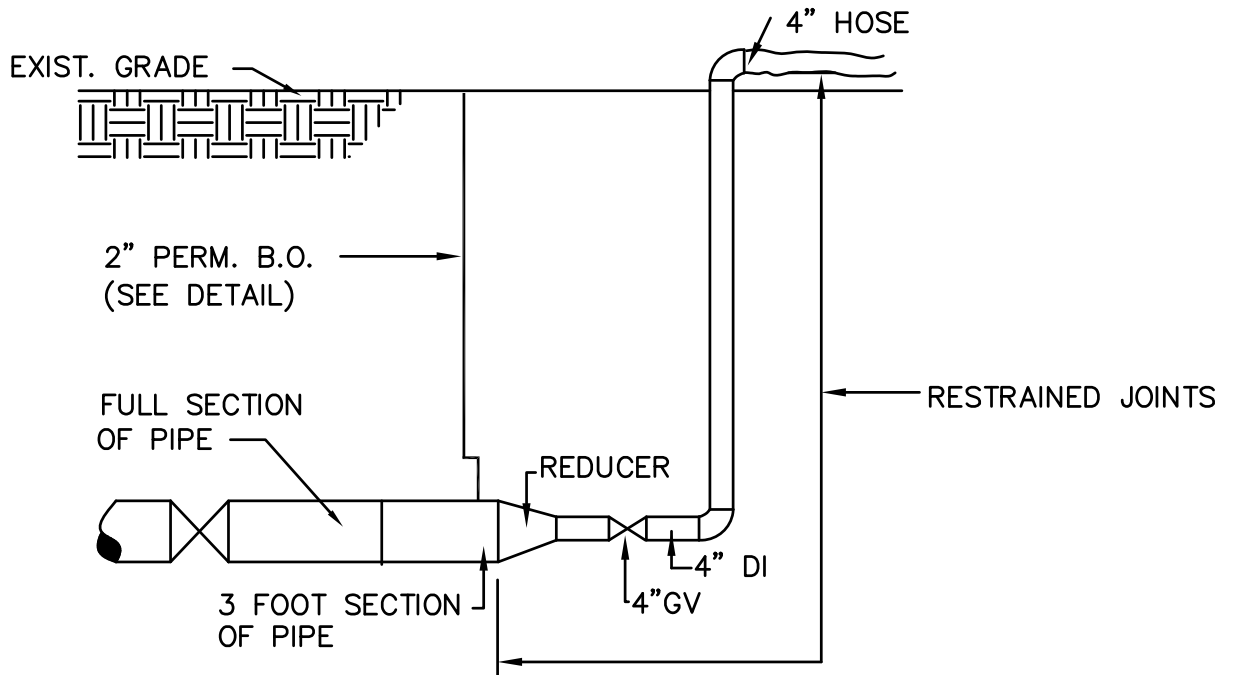 4” HOSE
EXIST. GRADE
2” PERM. B.O.
(SEE DETAIL)
FULL SECTION
OF PIPE
RESTRAINED JOINTS
REDUCER
4” DI
3 FOOT SECTION
OF PIPE
4”GV